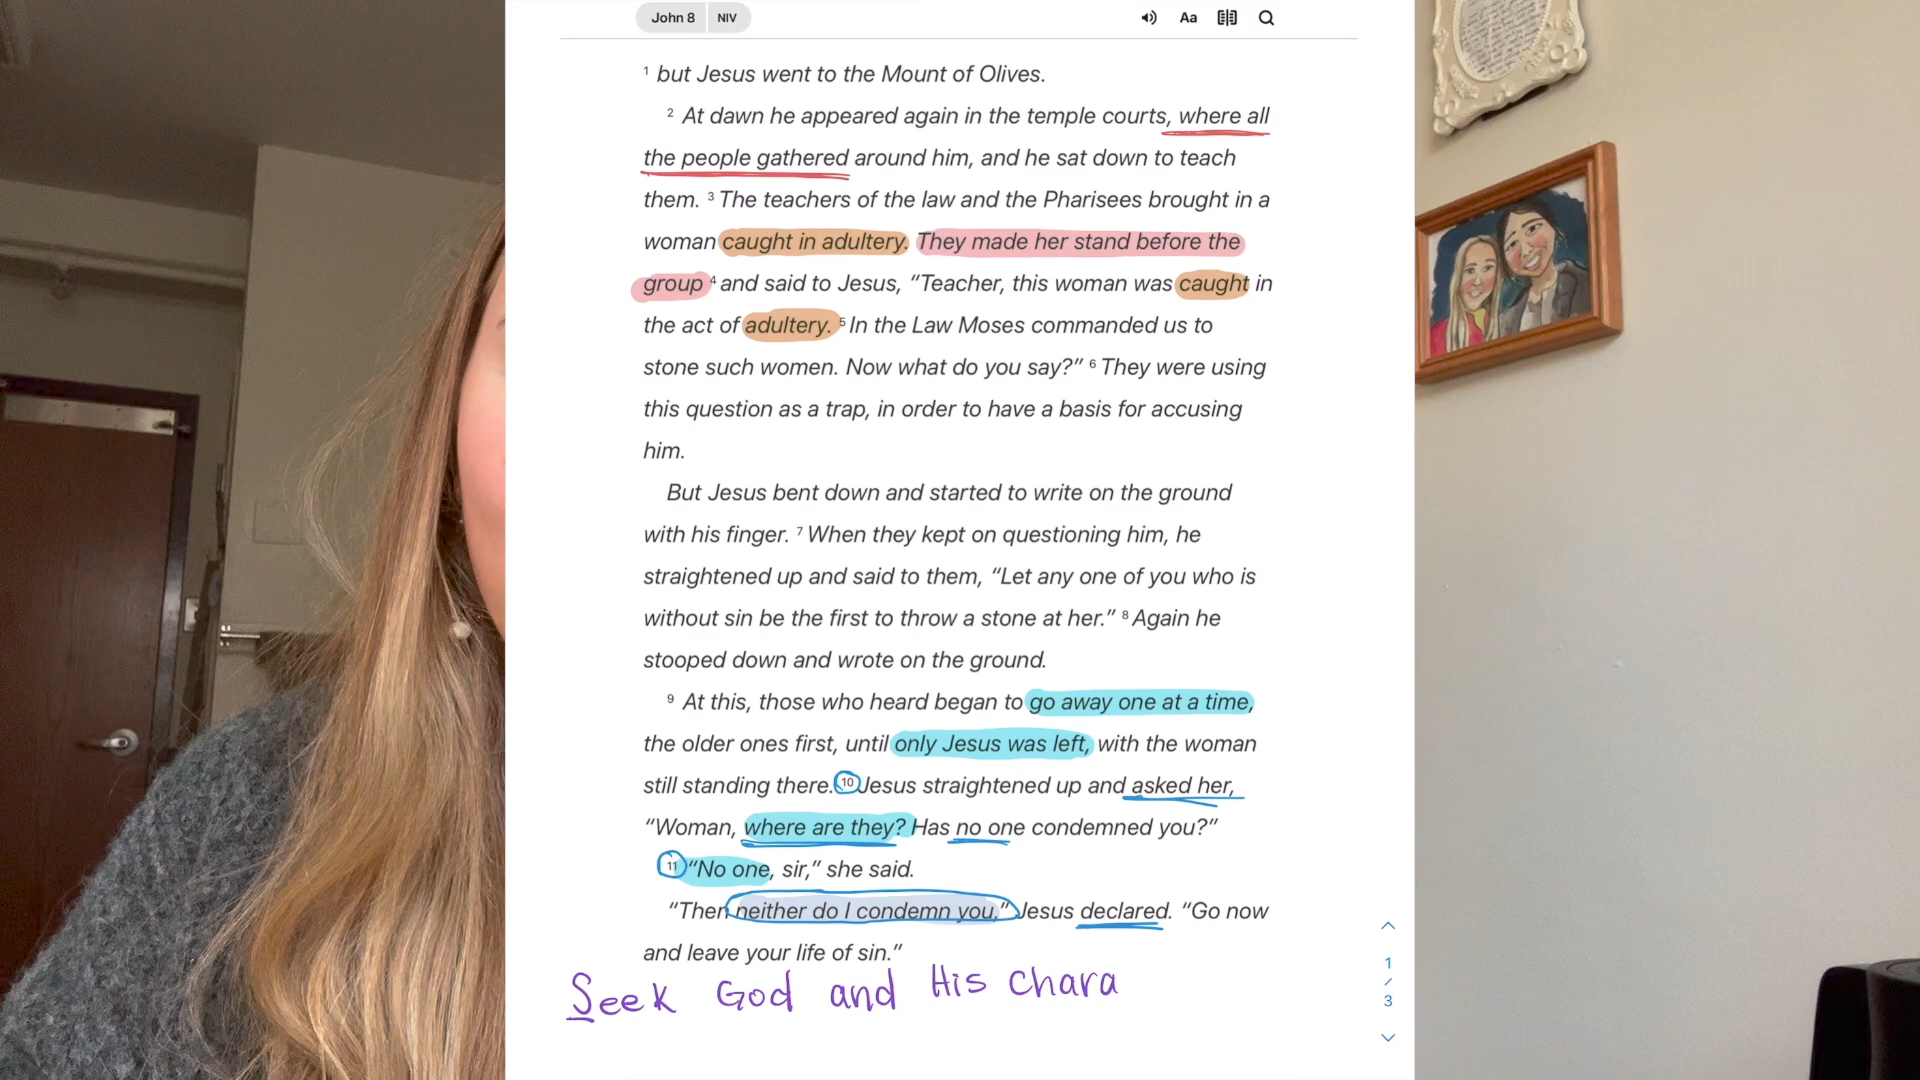 John 8 NIV
Aa
1 but Jesus went to the Mount of Olives.
2 At dawn he appeared again in the temple courts, where all
the people gathered around him, and he sat down to teach
them. 3 The teachers of the law and the Pharisees brought in a
woman caught in adultery. They made her stand before the
group 4 and said to Jesus, “Teacher, this woman was caught in
the act of adultery. 5 In the Law Moses commanded us to
stone such women. Now what do you say?” 6 They were using
this question as a trap, in order to have a basis for accusing
him.
But Jesus bent down and started to write on the ground
with his finger. 7 When they kept on questioning him, he
straightened up and said to them, “Let any one of you who is
without sin be the first to throw a stone at her.” 8 Again he
stooped down and wrote on the ground.
9 At this, those who heard began to go away one at a time,
the older ones first, until only Jesus was left, with the woman
still standing there. 10 Jesus straightened up and asked her,
“Woman, where are they? Has no one condemned you?”
11 “No one, sir,” she said.
“Then neither do I condemn you,” Jesus declared. “Go now
and leave your life of sin.”
Seek God and His Chara
1
/
3